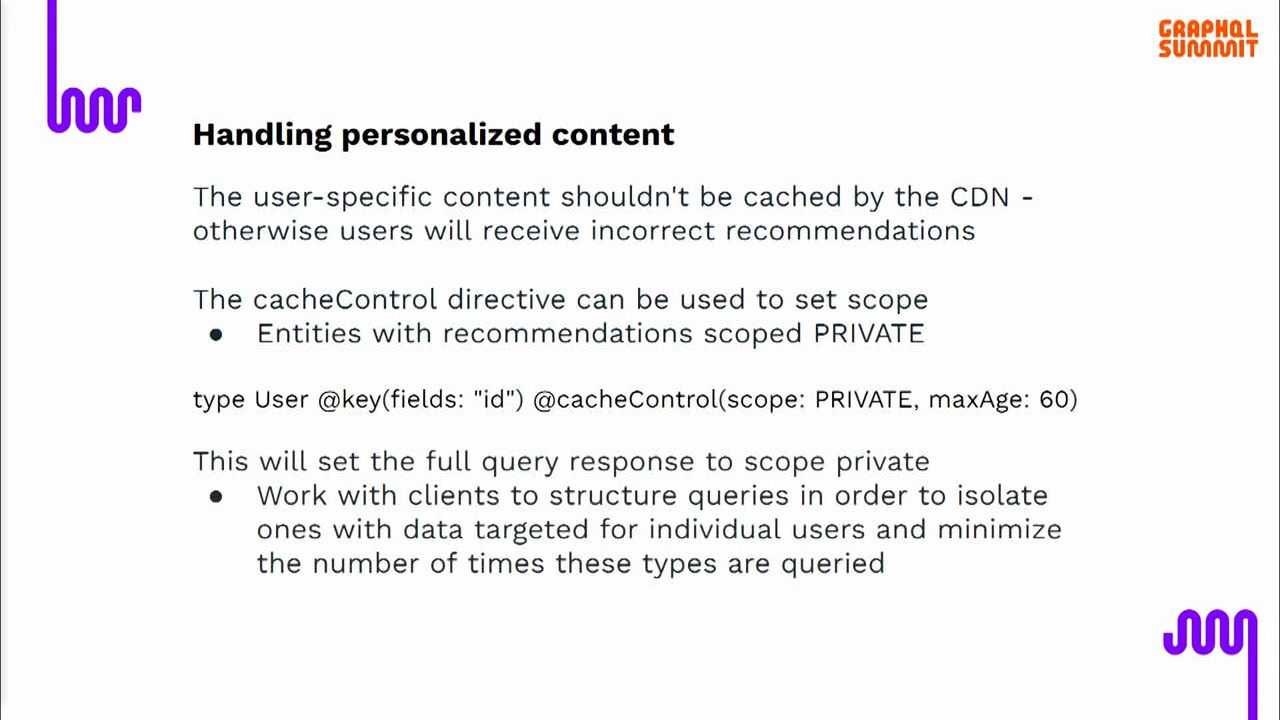 GRAPHQL
SUMMIT
Handling personalized content
The user-specific content shouldn't be cached by the CDN -
otherwise users will receive incorrect recommendations
The cacheControl directive can be used to set scope
● Entities with recommendations scoped PRIVATE
type User @key(fields: "id") @cacheControl(scope: PRIVATE, maxAge: 60)
This will set the full query response to scope private
● Work with clients to structure queries in order to isolate
ones with data targeted for individual users and minimize
the number of times these types are queried